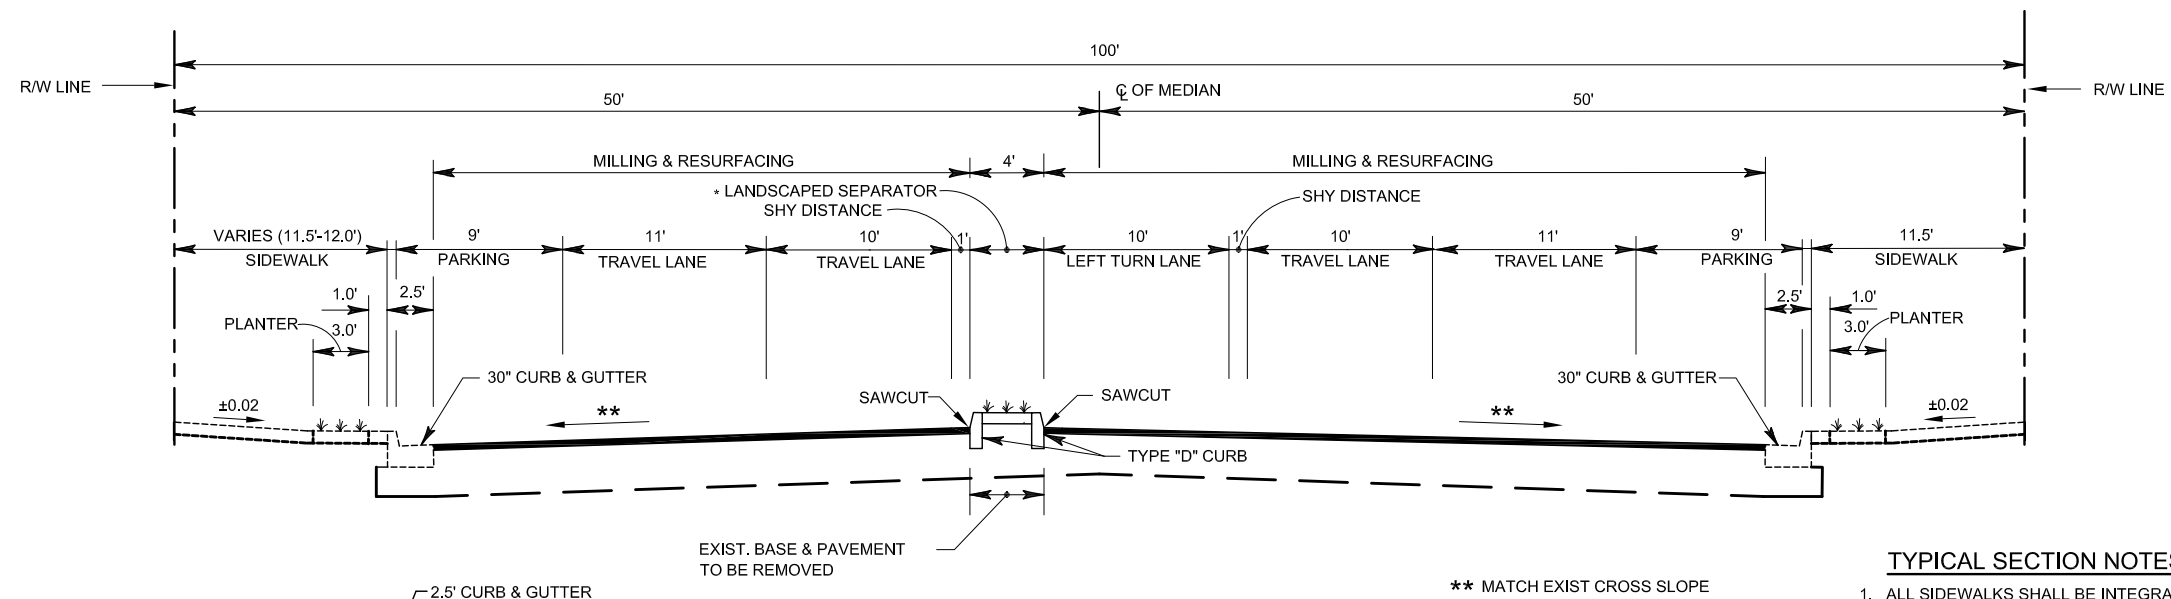 100'
R/W LINE
R/W LINE
50'
℄ OF MEDIAN
50'
MILLING & RESURFACING
4'
MILLING & RESURFACING
* LANDSCAPED SEPARATOR
SHY DISTANCE
SHY DISTANCE
VARIES (11.5'-12.0')
SIDEWALK
9'
PARKING
11'
TRAVEL LANE
10'
TRAVEL LANE
1'
10'
LEFT TURN LANE
1'
10'
TRAVEL LANE
11'
TRAVEL LANE
9'
PARKING
11.5'
SIDEWALK
1.0'
2.5'
2.5'
1.0'
PLANTER
3.0'
3.0'
PLANTER
30" CURB & GUTTER
30" CURB & GUTTER
±0.02
**
SAWCUT
SAWCUT
**
±0.02
TYPE "D" CURB
EXIST. BASE & PAVEMENT
TO BE REMOVED
2.5' CURB & GUTTER
** MATCH EXIST CROSS SLOPE
TYPICAL SECTION NOTES
1. ALL SIDEWALKS SHALL BE INTEGRA